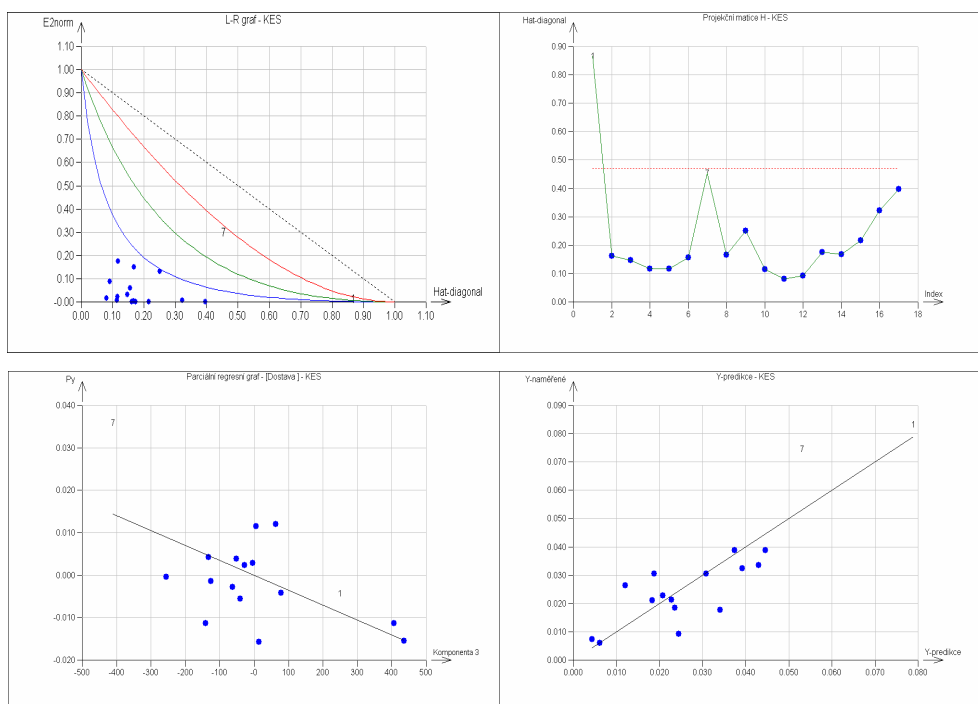 L-R graf - KES
E2norm
1.10
1.00
0.90
0.80
0.70
0.60
0.50
0.40
0.30
0.20
0.10
-0.00
7
1
Hat-diagonal
0.00 0.10 0.20 0.30 0.40 0.50 0.60 0.70 0.80 0.90 1.00 1.10
Projekční matice H - KES
Hat-diagonal
0.90
0.80
0.70
0.60
0.50
0.40
0.30
0.20
0.10
0.00
1
7
Index
0 2 4 6 8 10 12 14 16 18
Parciální regresní graf - [Dostava ] - KES
Py
0.040
0.030
0.020
0.010
0.000
-0.010
-0.020
7
1
Komponenta 3
-500 -400 -300 -200 -100 -0 100 200 300 400 500
Y-predikce - KES
Y-naměřené
0.090
0.080
0.070
0.060
0.050
0.040
0.030
0.020
0.010
0.000
1
7
Y-predikce
0.000 0.010 0.020 0.030 0.040 0.050 0.060 0.070 0.080